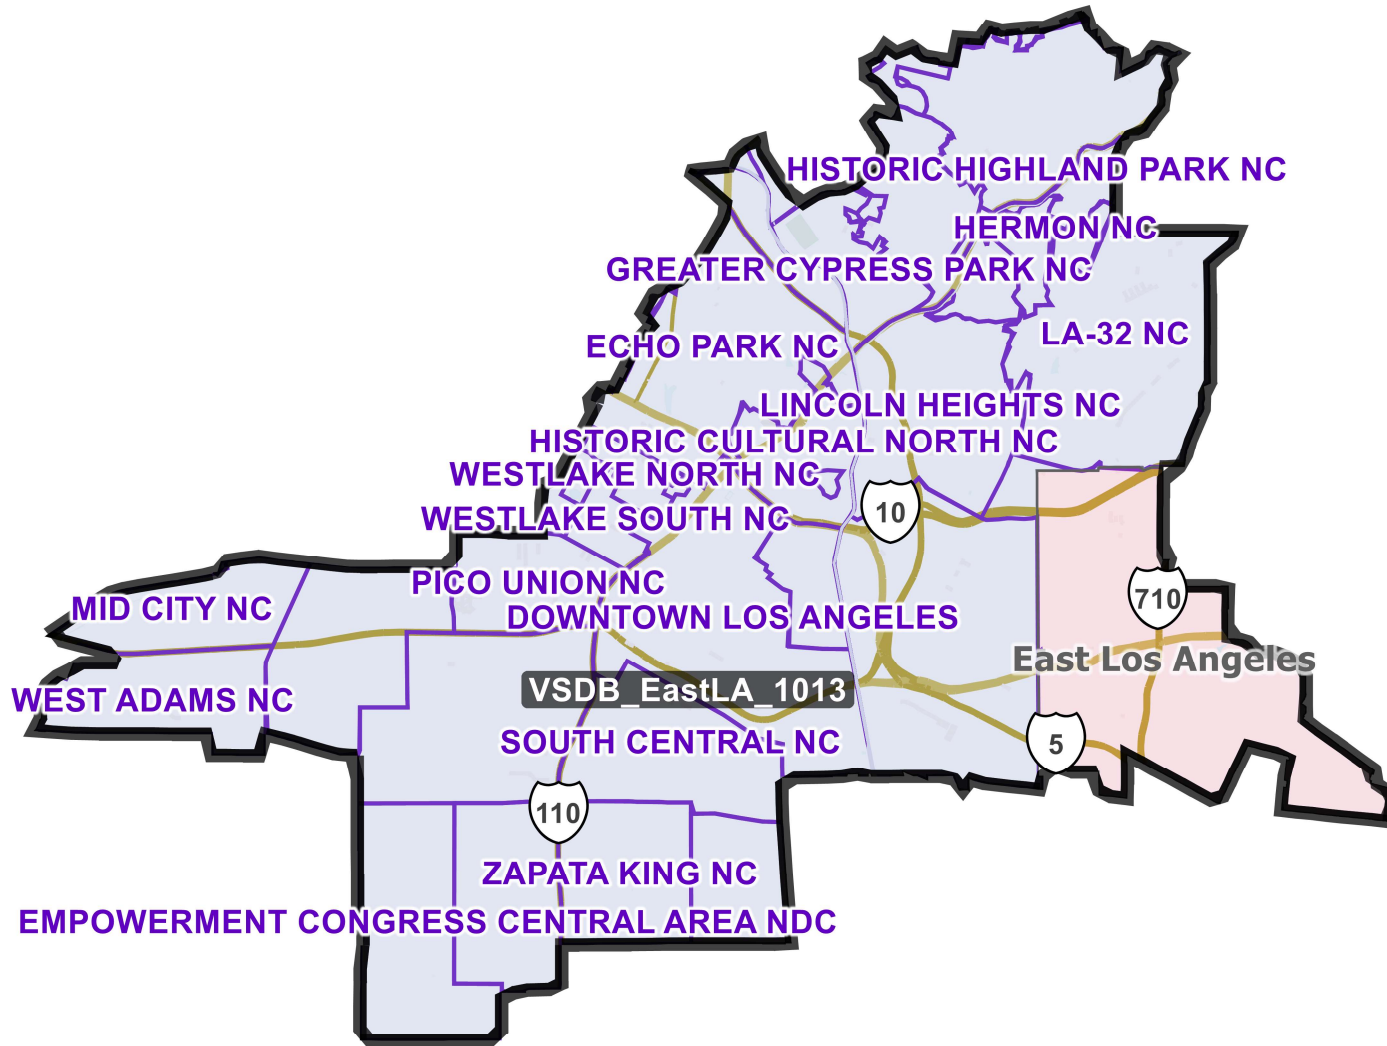 HISTORIC HIGHLAND PARK NC
HERMON NC
GREATER CYPRESS PARK NC
LA-32 NC
ECHO PARK NC
LINCOLN HEIGHTS NC
HISTORIC CULTURAL NORTH NC
WESTLAKE NORTH NC
10
WESTLAKE SOUTH NC
PICO UNION NC
710
MID CITY NC
DOWNTOWN LOS ANGELES
East Los Angeles
VSDB_EastLA_1013
WEST ADAMS NC
SOUTH CENTRAL NC
5
110
ZAPATA KING NC
EMPOWERMENT CONGRESS CENTRAL AREA NDC